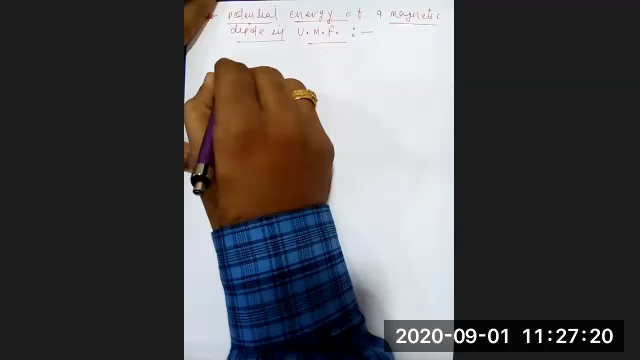 potential energy of a magnetic
dipole in U.M.F. :-
2020-09-01 11:27:20